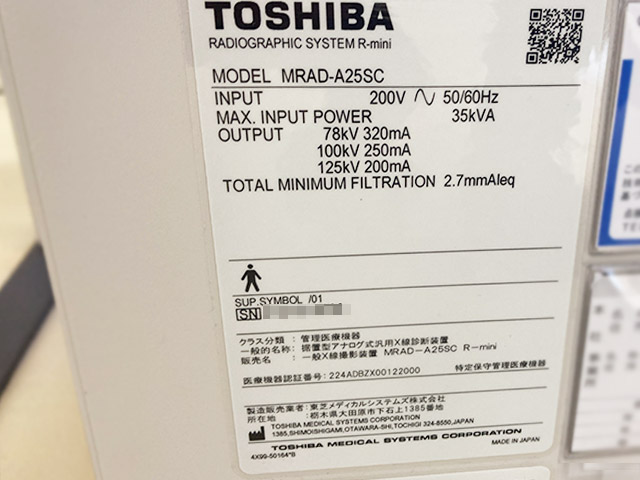 TOSHIBA
RADIOGRAPHIC SYSTEM R-mini
MODEL MRAD-A25SC
INPUT 200V ∿ 50/60Hz
MAX. INPUT POWER 35kVA
OUTPUT 78kV 320mA
100kV 250mA
125kV 200mA
TOTAL MINIMUM FILTRATION 2.7mmAleq
SUP.SYMBOL /01
SN
クラス分類：管理医療機器
一般的名称：据置型アナログ式汎用X線診断装置
販売名：一般X線撮影装置 MRAD-A25SC R-mini
医療機器認証番号：224ADBZX00122000 特定保守管理医療機器
製造販売業者：東芝メディカルシステムズ株式会社
住所：栃木県大田原市下石上1385番地
TOSHIBA MEDICAL SYSTEMS CORPORATION
1385,SHIMOISHIGAMI,OTAWARA-SHI,TOCHIGI 324-8550,JAPAN
TOSHIBA MEDICAL SYSTEMS CORPORATION
4X99-50164*B MADE IN JAPAN